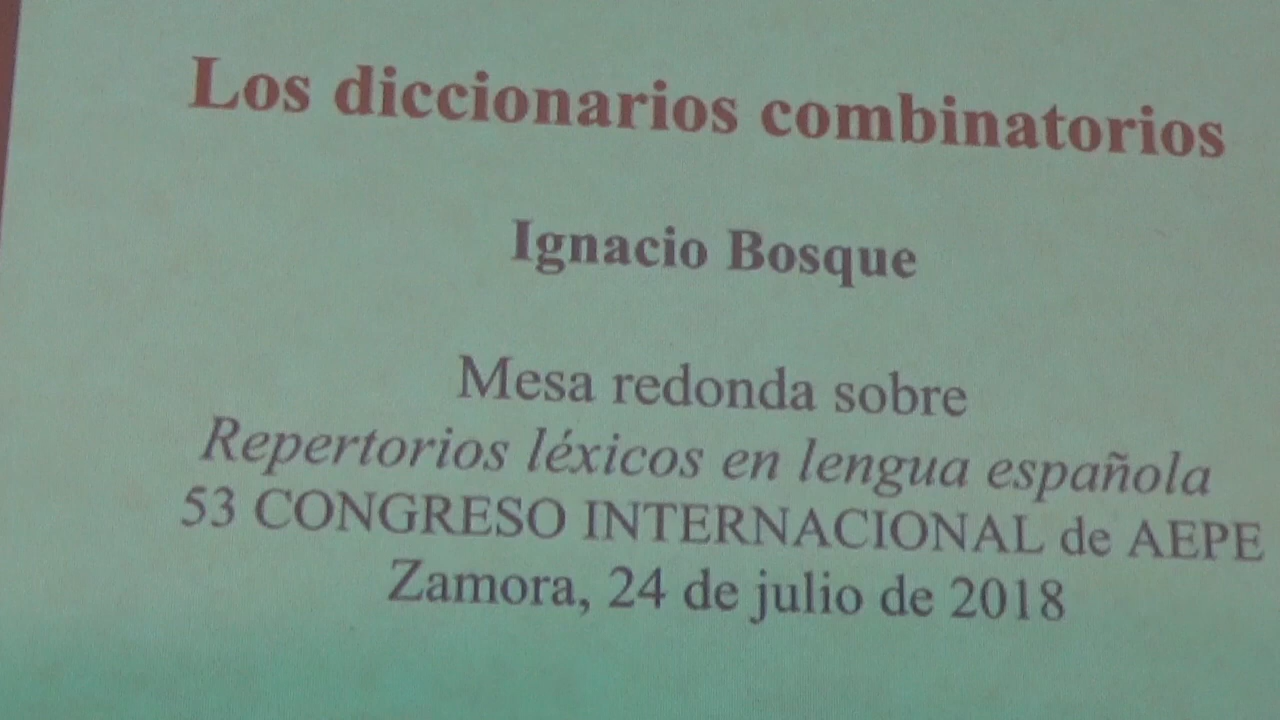 Los diccionarios combinatorios
Ignacio Bosque
Mesa redonda sobre
Repertorios léxicos en lengua española
53 CONGRESO INTERNACIONAL de AEPE
Zamora, 24 de julio de 2018